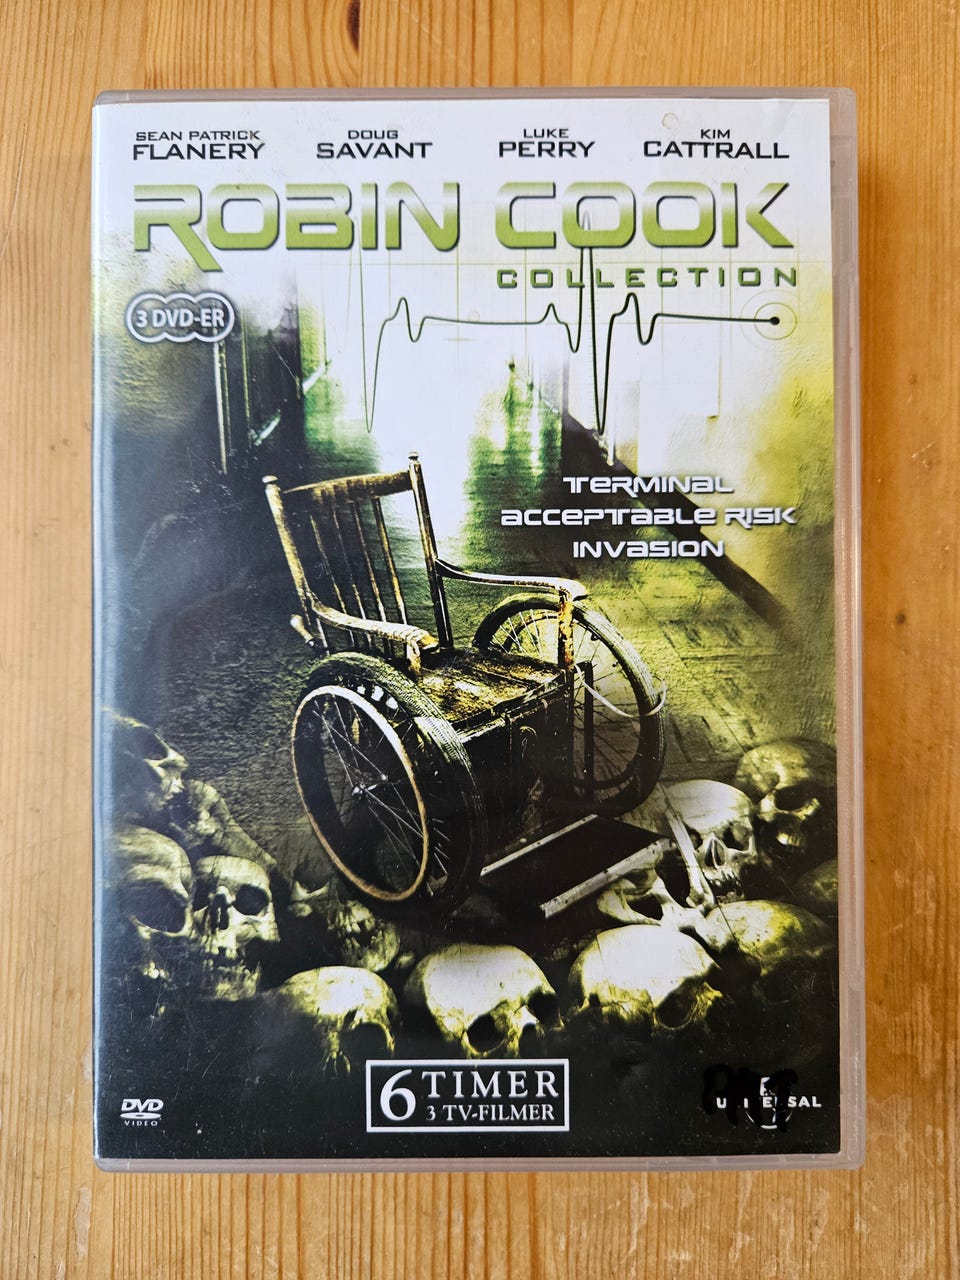 SEAN PATRICK FLANERY
DOUG SAVANT
LUKE PERRY
KIM CATTRALL
ROBIN COOK
COLLECTION
3 DVD-ER
TERMINAL
ACCEPTABLE RISK
INVASION
6 TIMER
3 TV-FILMER
DVD
VIDEO
UNIVERSAL